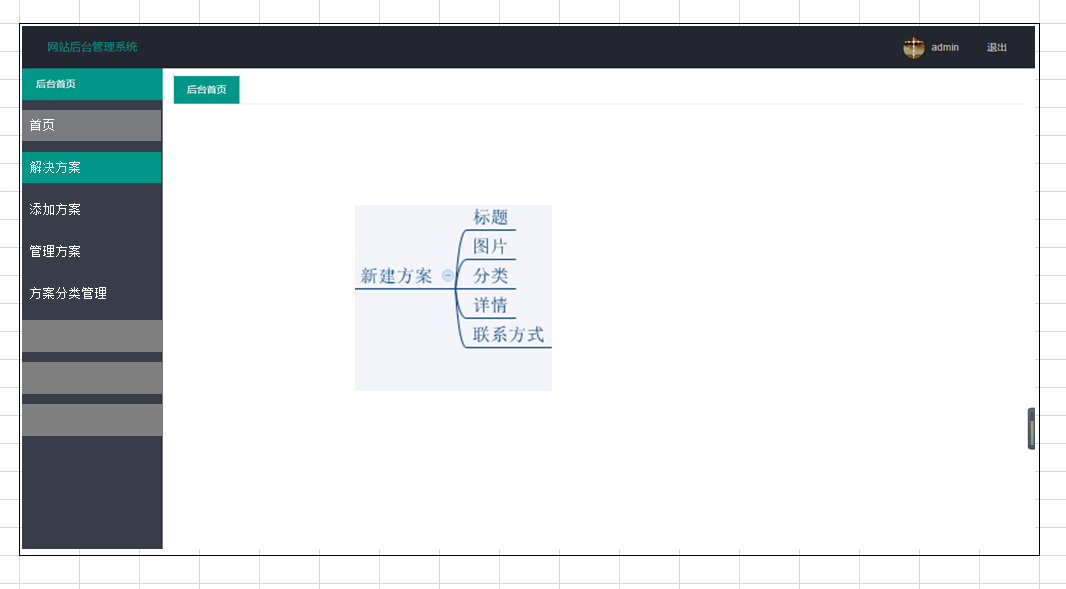 网站后台管理系统
admin
退出
后台首页
后台首页
首页
解决方案
添加方案
管理方案
方案分类管理
新建方案
标题
图片
分类
详情
联系方式